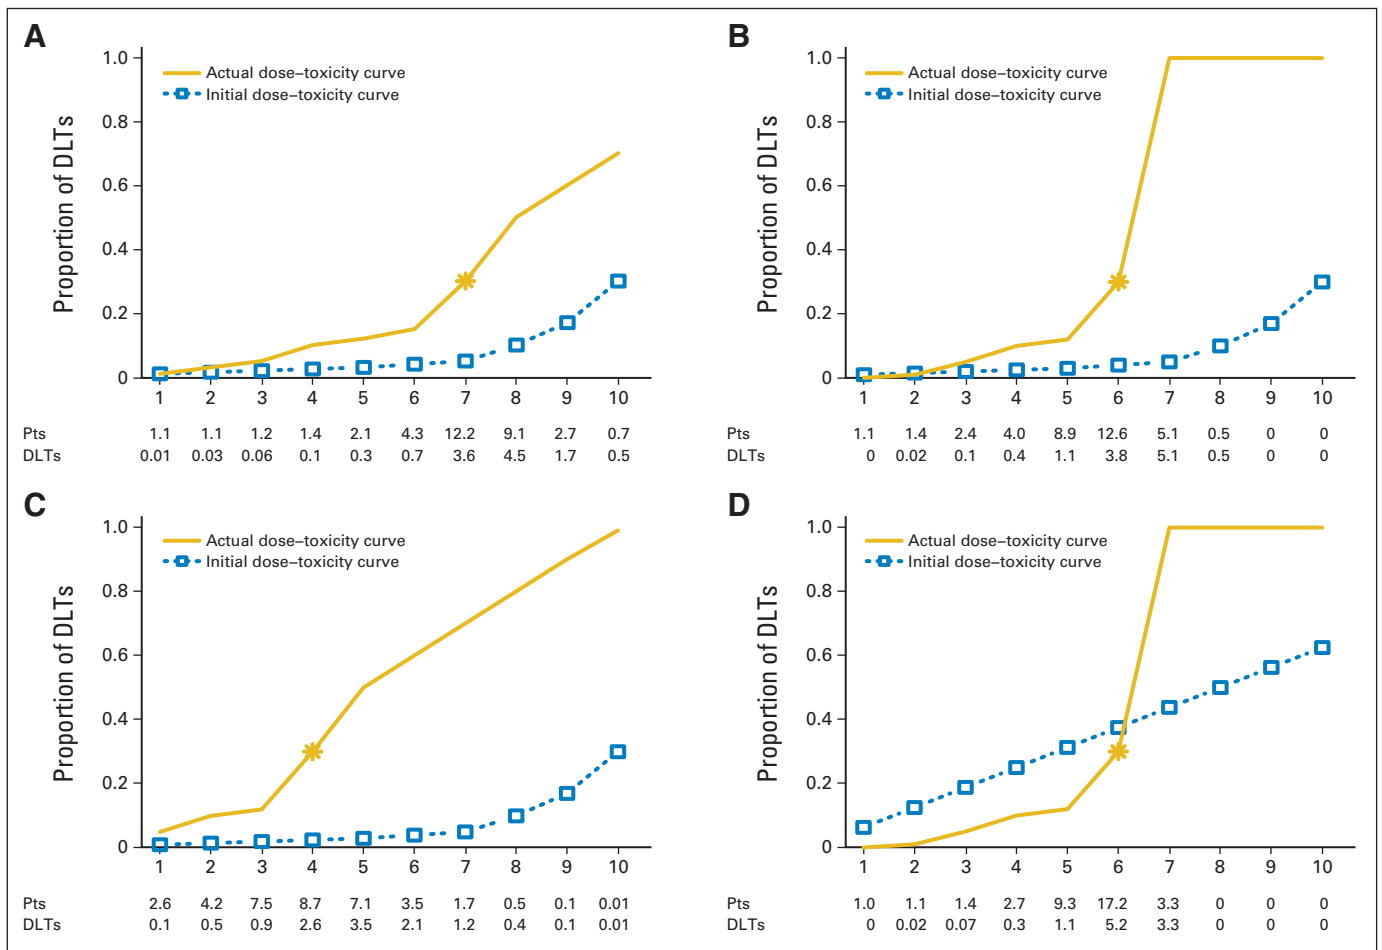 A
Actual dose–toxicity curve
Initial dose–toxicity curve
Proportion of DLTs
1.0
0.8
0.6
0.4
0.2
0
1 2 3 4 5 6 7 8 9 10
Pts 1.1 1.1 1.2 1.4 2.1 4.3 12.2 9.1 2.7 0.7
DLTs 0.01 0.03 0.06 0.1 0.3 0.7 3.6 4.5 1.7 0.5
B
Actual dose–toxicity curve
Initial dose–toxicity curve
Proportion of DLTs
1.0
0.8
0.6
0.4
0.2
0
1 2 3 4 5 6 7 8 9 10
Pts 1.1 1.4 2.4 4.0 8.9 12.6 5.1 0.5 0 0
DLTs 0 0.02 0.1 0.4 1.1 3.8 5.1 0.5 0 0
C
Actual dose–toxicity curve
Initial dose–toxicity curve
Proportion of DLTs
1.0
0.8
0.6
0.4
0.2
0
1 2 3 4 5 6 7 8 9 10
Pts 2.6 4.2 7.5 8.7 7.1 3.5 1.7 0.5 0.1 0.01
DLTs 0.1 0.5 0.9 2.6 3.5 2.1 1.2 0.4 0.1 0.01
D
Actual dose–toxicity curve
Initial dose–toxicity curve
Proportion of DLTs
1.0
0.8
0.6
0.4
0.2
0
1 2 3 4 5 6 7 8 9 10
Pts 1.0 1.1 1.4 2.7 9.3 17.2 3.3 0 0 0
DLTs 0 0.02 0.07 0.3 1.1 5.2 3.3 0 0 0